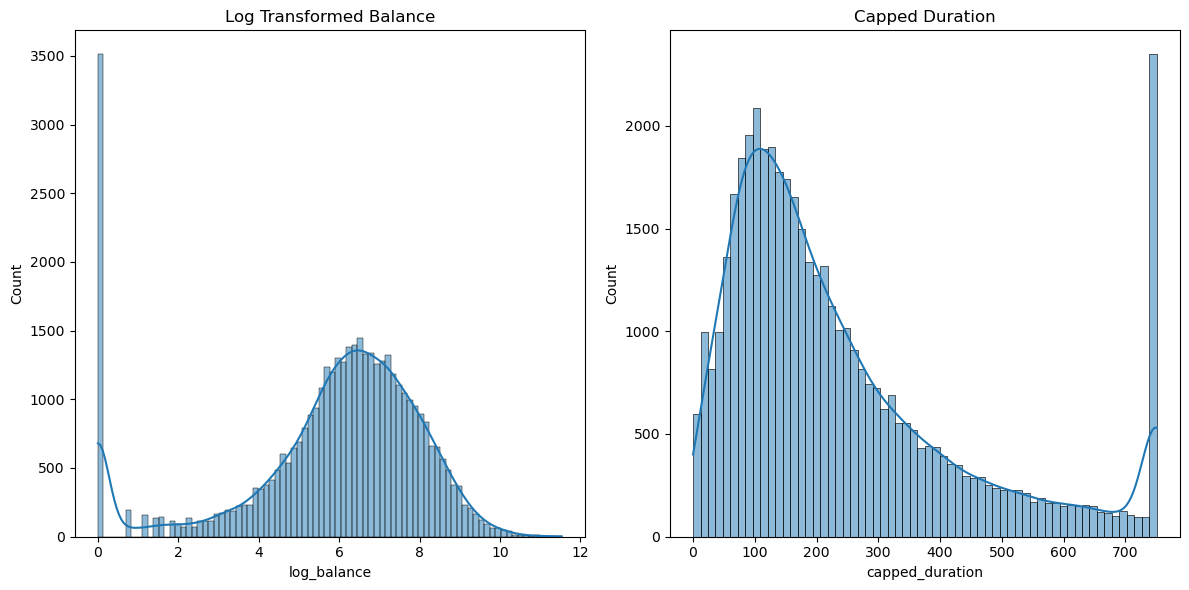 Log Transformed Balance
3500
3000
2500
2000
1500
1000
500
0
Count
0 2 4 6 8 10 12
log_balance
Capped Duration
2000
1500
1000
500
0
Count
0 100 200 300 400 500 600 700
capped_duration